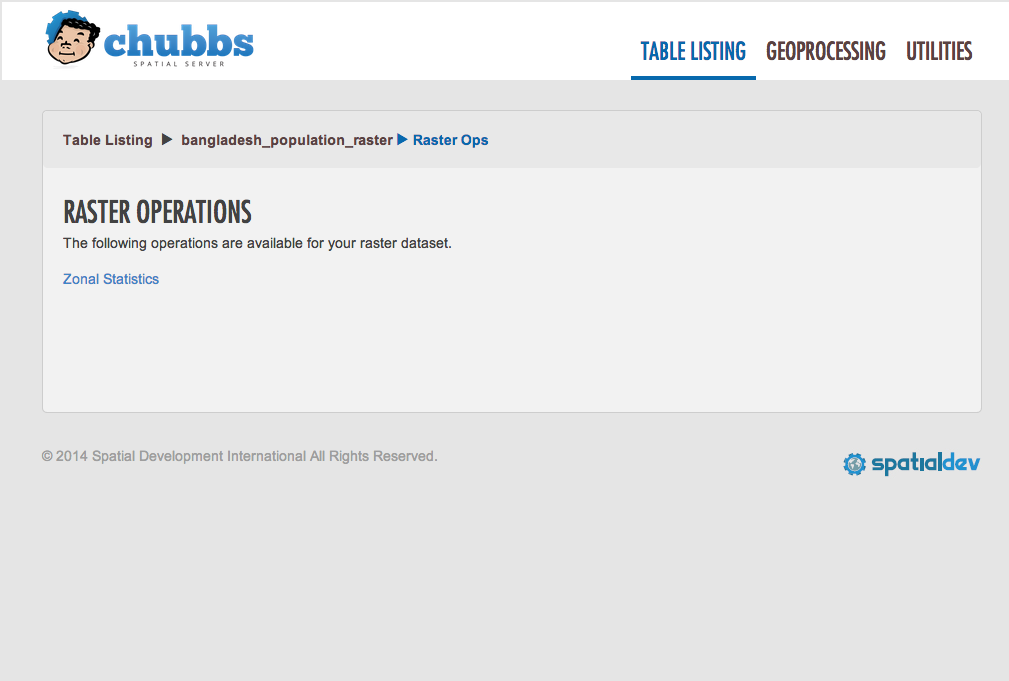 chubbs
SPATIAL SERVER
TABLE LISTING GEOPROCESSING UTILITIES
Table Listing ▶ bangladesh_population_raster ▶ Raster Ops
RASTER OPERATIONS
The following operations are available for your raster dataset.
Zonal Statistics
© 2014 Spatial Development International All Rights Reserved.
spatialdev